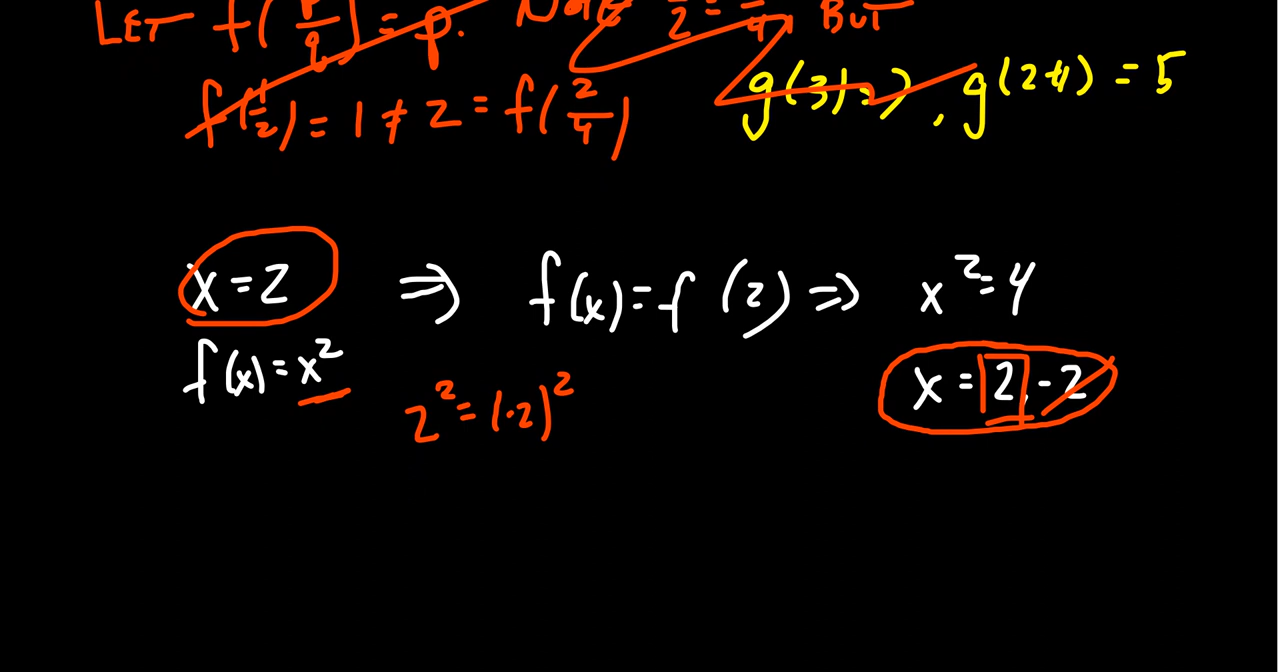 LET f(p/q) = p. NOTE 1/2 = 2/4 BUT
f(1/2) = 1 ≠ 2 = f(2/4) g(3)=?, g(2+1) = 5
x=2 ⇒ f(x)=f(2) ⇒ x²=4
f(x)=x² x = 2, -2
2² = (-2)²